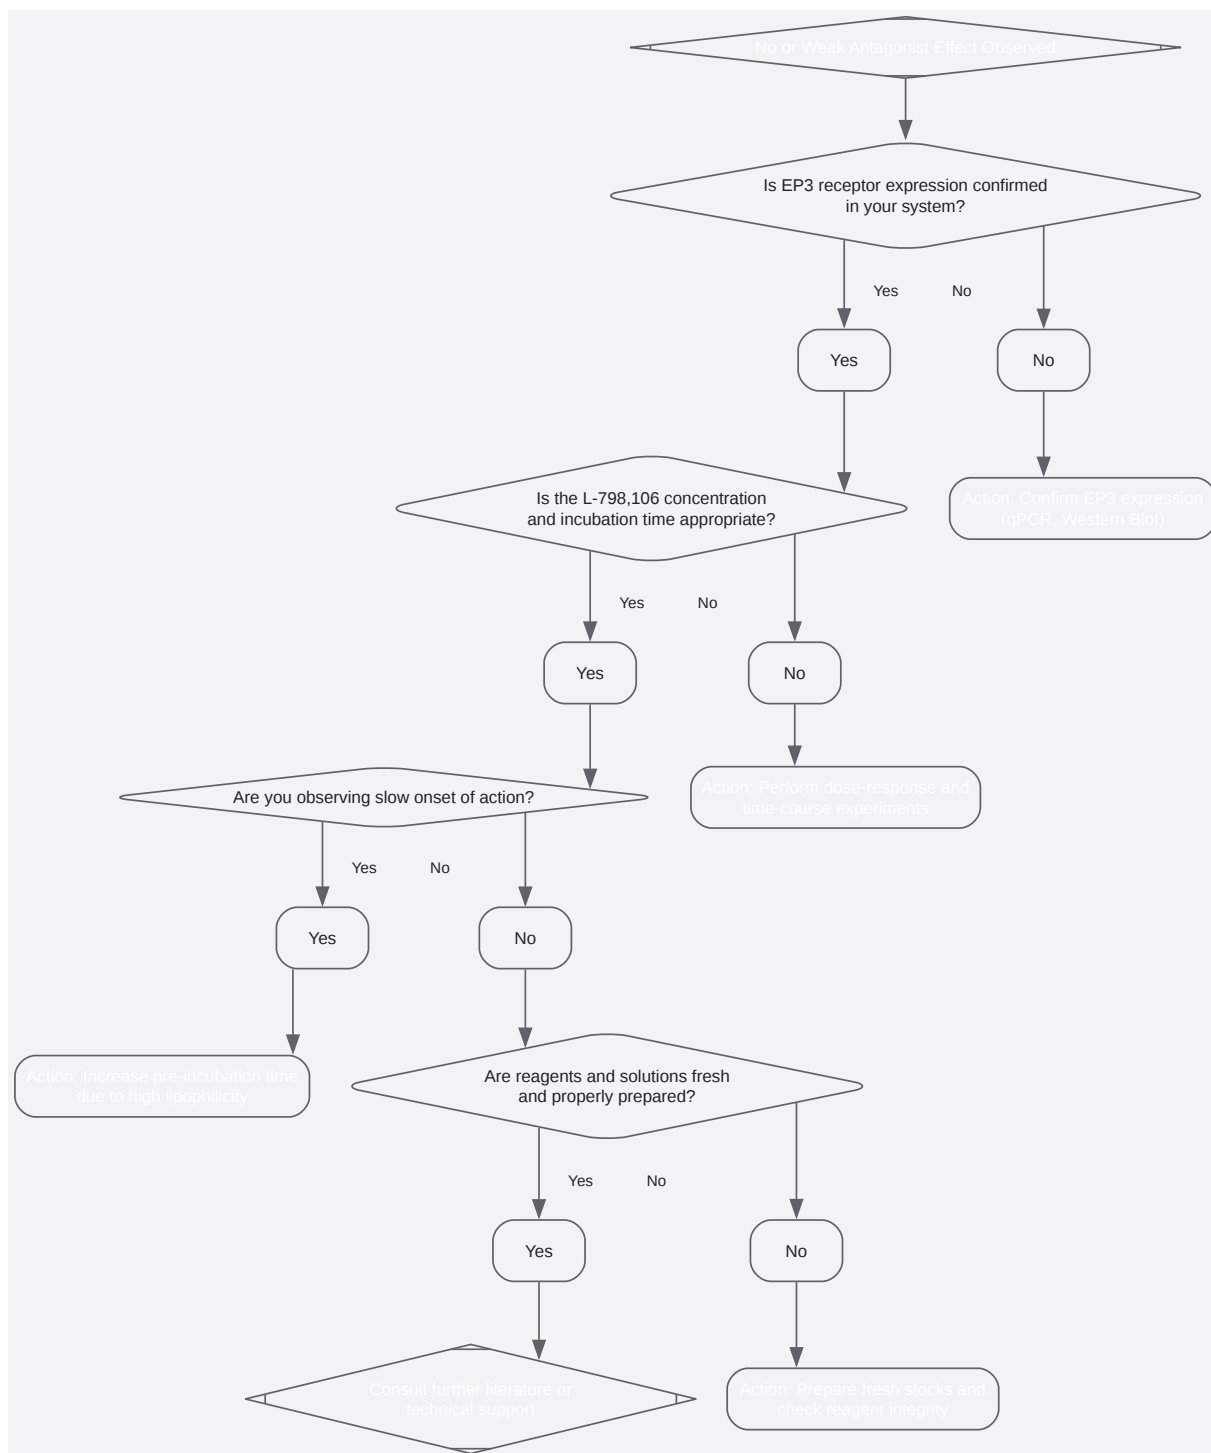 No or Weak Antagonist Effect Observed
Is EP3 receptor expression confirmed
in your system?
Yes
No
Yes
No
Is the L-798,106 concentration
and incubation time appropriate?
Action: Confirm EP3 expression
(qPCR, Western Blot)
Yes
No
Yes
No
Are you observing slow onset of action?
Action: Perform dose-response and
time-course experiments
Yes
No
Yes
No
Action: Increase pre-incubation time
due to high lipophilicity
Are reagents and solutions fresh
and properly prepared?
Yes
No
Yes
No
Consult further literature or
technical support
Action: Prepare fresh stocks and
check reagent integrity